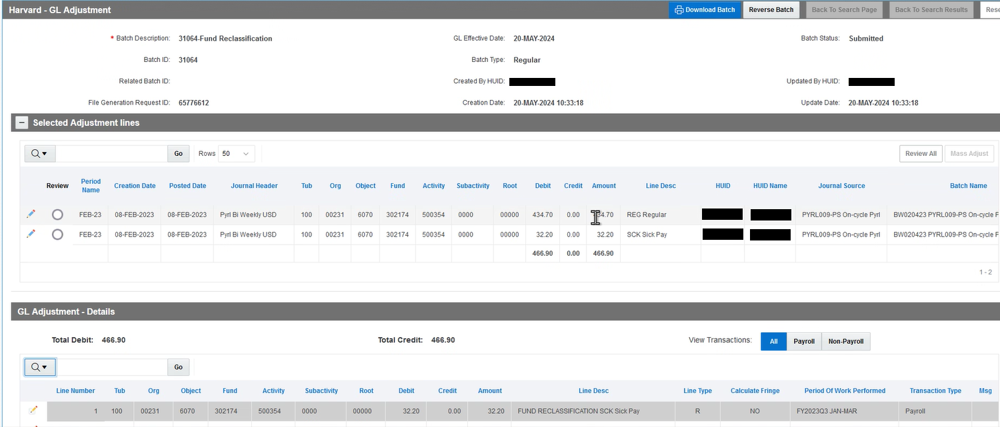 Harvard - GL Adjustment Download Batch Reverse Batch Back To Search Page Back To Search Results Rese
* Batch Description: 31064-Fund Reclassification GL Effective Date: 20-MAY-2024 Batch Status: Submitted
Batch ID: 31064 Batch Type: Regular
Related Batch ID: Created By HUID: Updated By HUID:
File Generation Request ID: 65776612 Creation Date: 20-MAY-2024 10:33:18 Update Date: 20-MAY-2024 10:33:18
Selected Adjustment lines
Go Rows 50 Review All Mass Adjust
Review Period Name Creation Date Posted Date Journal Header Tub Org Object Fund Activity Subactivity Root Debit Credit Amount Line Desc HUID HUID Name Journal Source Batch Name
FEB-23 08-FEB-2023 08-FEB-2023 Pyrl Bi Weekly USD 100 00231 6070 302174 500354 0000 00000 434.70 0.00 34.70 REG Regular PYRL009-PS On-cycle Pyrl BW020423 PYRL009-PS On-cycle F
FEB-23 08-FEB-2023 08-FEB-2023 Pyrl Bi Weekly USD 100 00231 6070 302174 500354 0000 00000 32.20 0.00 32.20 SCK Sick Pay PYRL009-PS On-cycle Pyrl BW020423 PYRL009-PS On-cycle F
466.90 0.00 466.90
1 - 2
GL Adjustment - Details
Total Debit: 466.90 Total Credit: 466.90 View Transactions: All Payroll Non-Payroll
Go
Line Number Tub Org Object Fund Activity Subactivity Root Debit Credit Amount Line Desc Line Type Calculate Fringe Period Of Work Performed Transaction Type Msg
1 100 00231 6070 302174 500354 0000 00000 32.20 0.00 32.20 FUND RECLASSIFICATION SCK Sick Pay R NO FY2023Q3 JAN-MAR Payroll